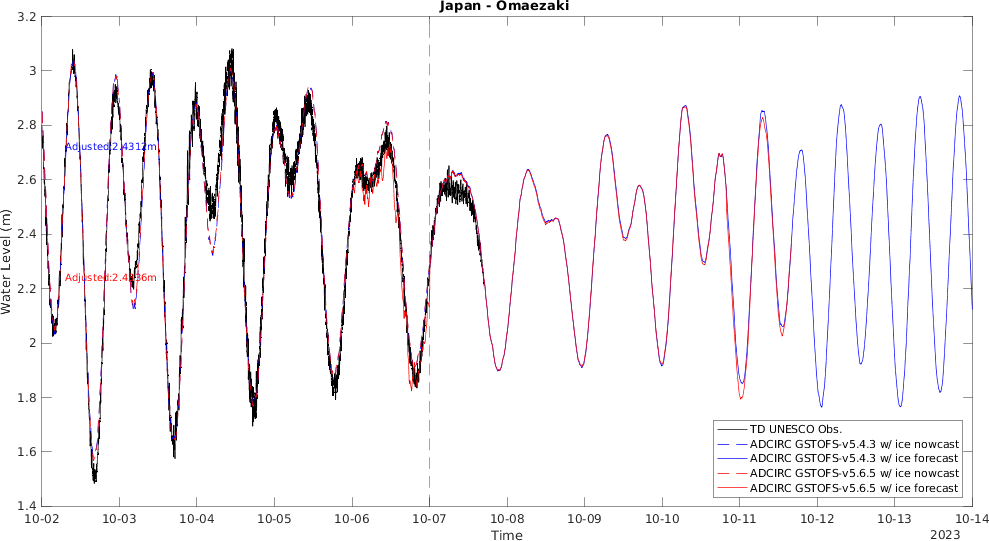 Japan - Omaezaki
3.2
3
2.8
2.6
2.4
2.2
2
1.8
1.6
1.4
Water Level (m)
Adjusted:2.4312m
TD UNESCO Obs.
ADCIRC GSTOFS-v5.4.3 w/ ice nowcast
ADCIRC GSTOFS-v5.4.3 w/ ice forecast
ADCIRC GSTOFS-v5.6.5 w/ ice nowcast
ADCIRC GSTOFS-v5.6.5 w/ ice forecast
10-02 10-03 10-04 10-05 10-06 10-07 10-08 10-09 10-10 10-11 10-12 10-13 10-14
Time
2023